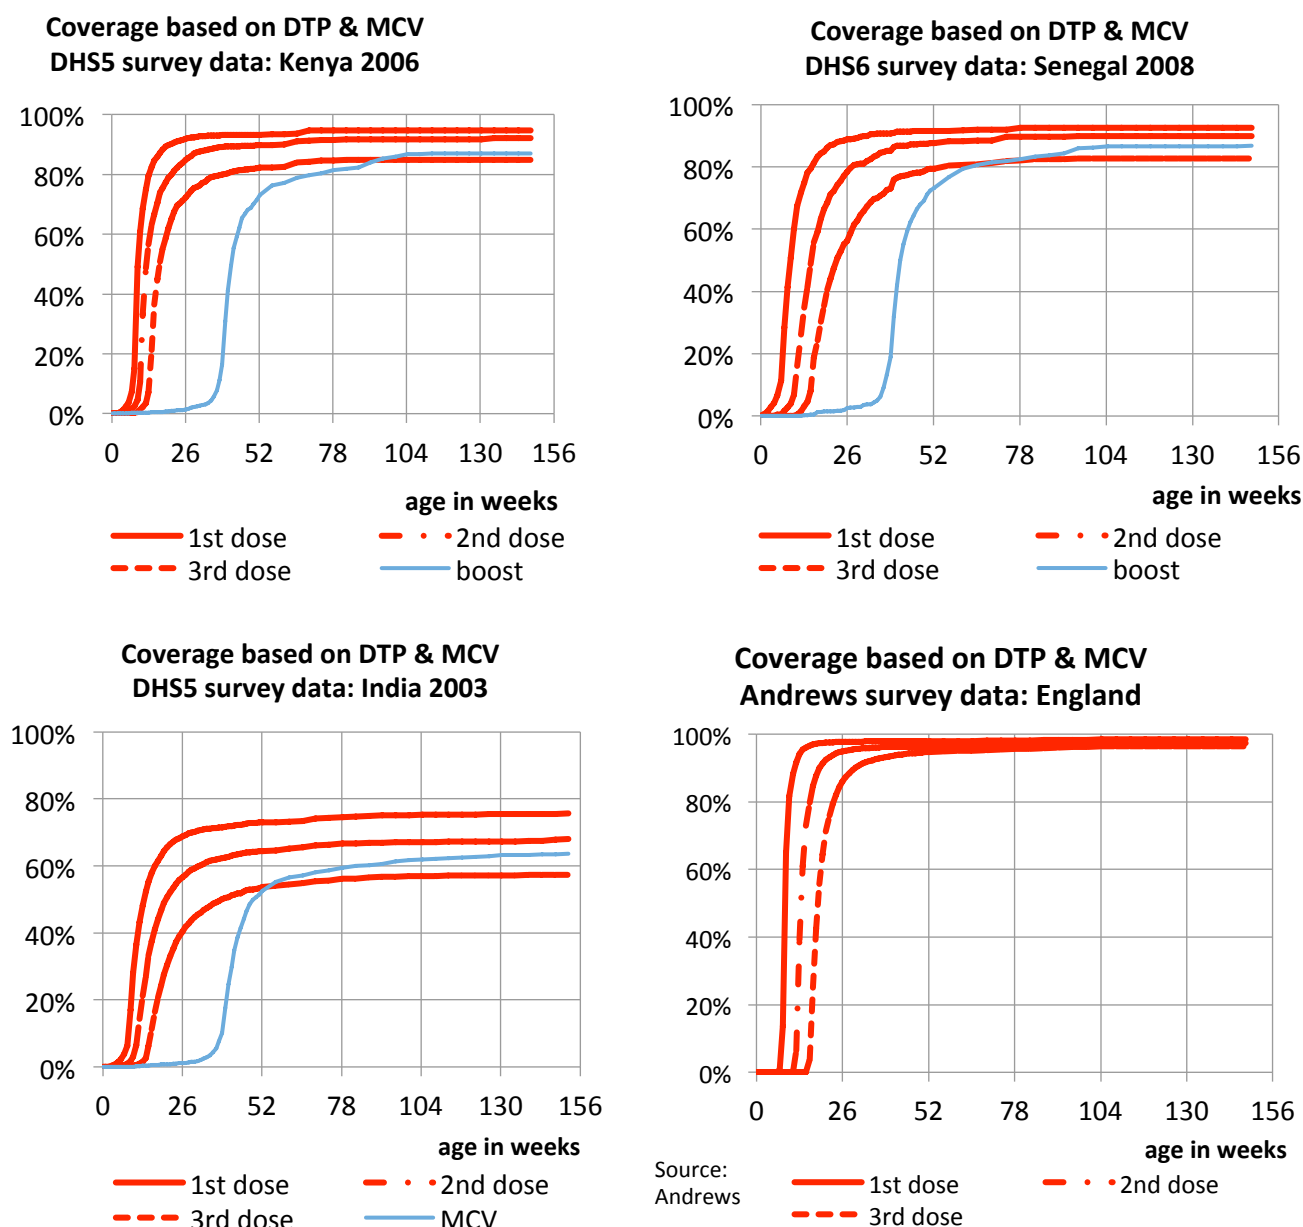 Coverage based on DTP & MCV
DHS5 survey data: Kenya 2006
100%
80%
60%
40%
20%
0%
0 26 52 78 104 130 156
age in weeks
1st dose 2nd dose
3rd dose boost
Coverage based on DTP & MCV
DHS6 survey data: Senegal 2008
100%
80%
60%
40%
20%
0%
0 26 52 78 104 130 156
age in weeks
1st dose 2nd dose
3rd dose boost
Coverage based on DTP & MCV
DHS5 survey data: India 2003
100%
80%
60%
40%
20%
0%
0 26 52 78 104 130 156
age in weeks
1st dose 2nd dose
3rd dose MCV
Coverage based on DTP & MCV
Andrews survey data: England
100%
80%
60%
40%
20%
0%
0 26 52 78 104 130 156
age in weeks
Source:
Andrews
1st dose 2nd dose
3rd dose